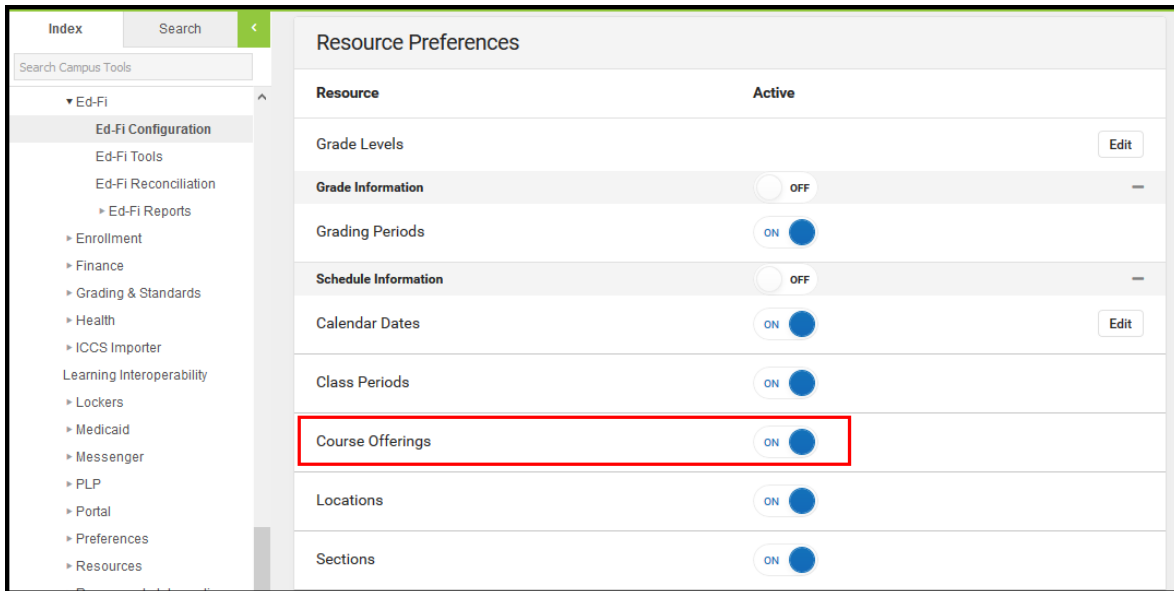 Index
Search
Search Campus Tools
Ed-Fi
Ed-Fi Configuration
Ed-Fi Tools
Ed-Fi Reconciliation
Ed-Fi Reports
Enrollment
Finance
Grading & Standards
Health
ICCS Importer
Learning Interoperability
Lockers
Medicaid
Messenger
PLP
Portal
Preferences
Resources
Resource Preferences
Resource Active
Grade Levels Edit
Grade Information OFF
Grading Periods ON
Schedule Information OFF
Calendar Dates ON Edit
Class Periods ON
Course Offerings ON
Locations ON
Sections ON